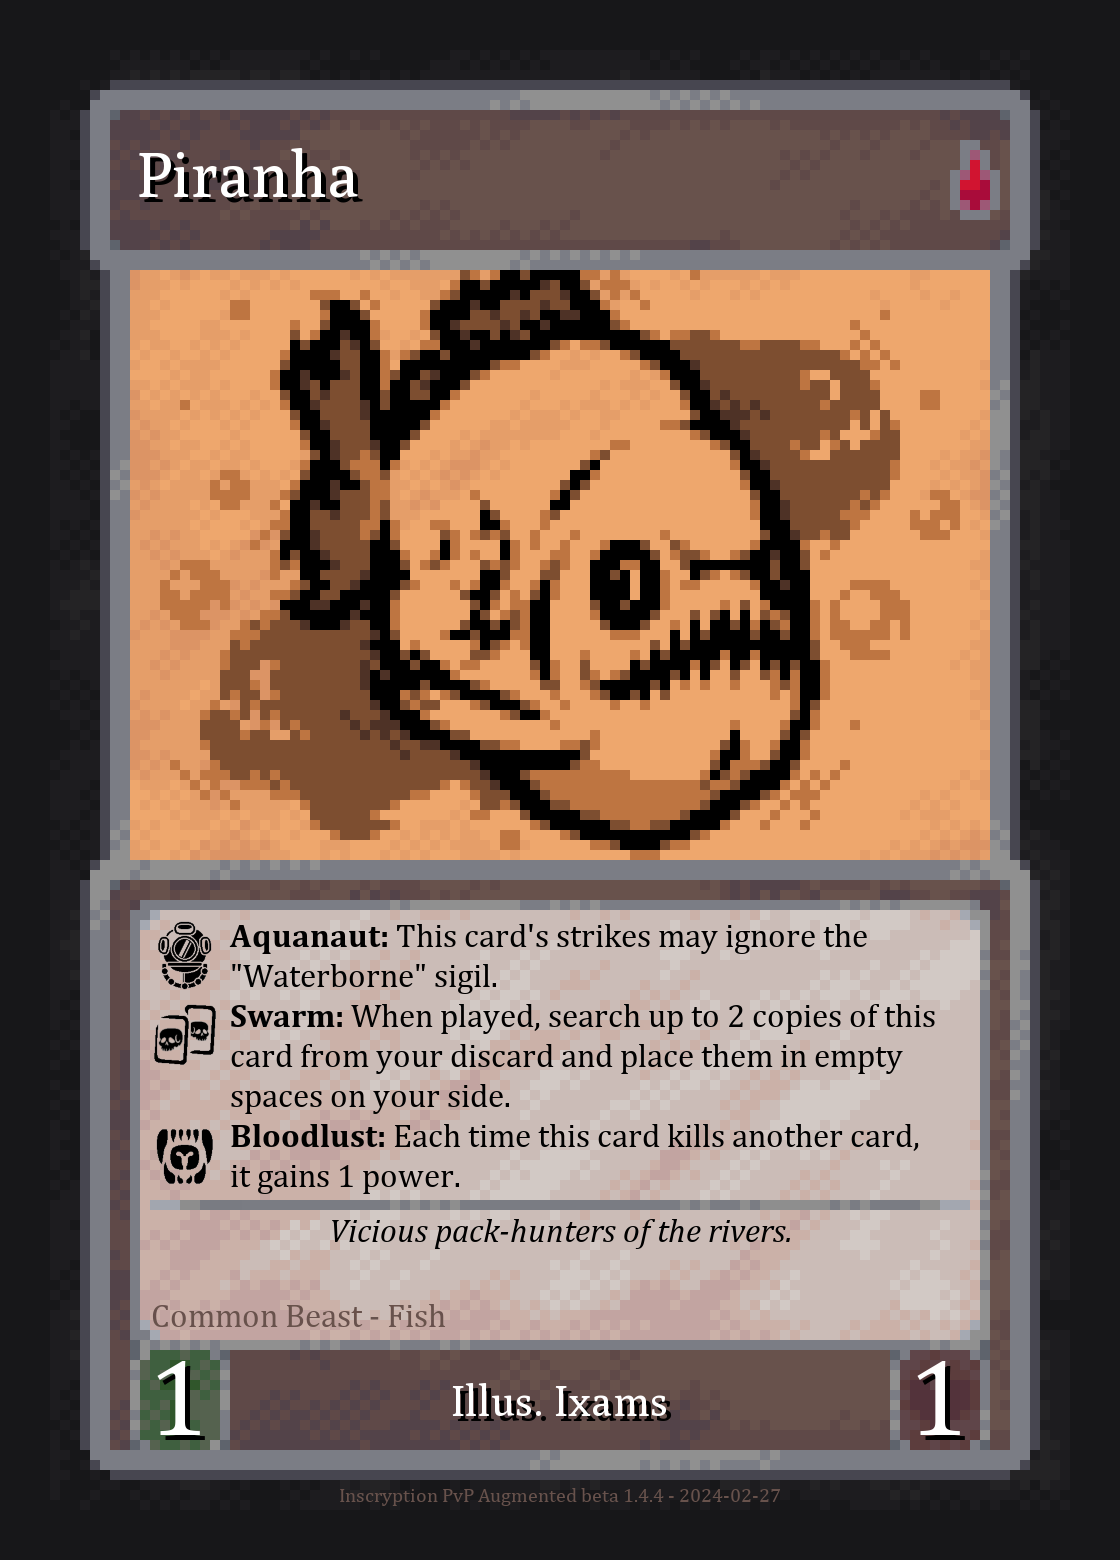 Piranha
Aquanaut: This card's strikes may ignore the
"Waterborne" sigil.
Swarm: When played, search up to 2 copies of this
card from your discard and place them in empty
spaces on your side.
Bloodlust: Each time this card kills another card,
it gains 1 power.
Vicious pack-hunters of the rivers.
Common Beast - Fish
1
Illus. Ixams
1
Inscryption PvP Augmented beta 1.4.4 - 2024-02-27